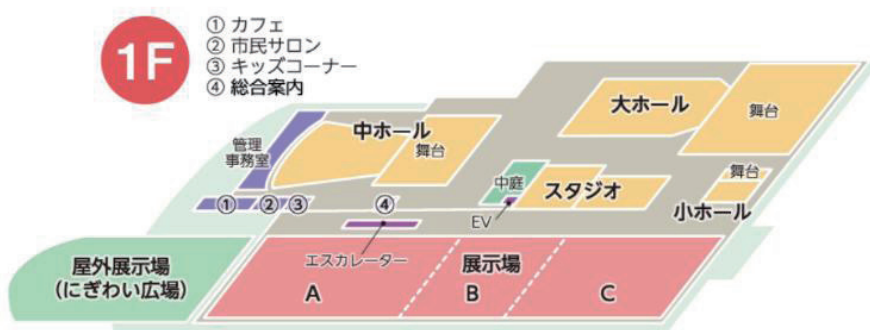 1F
① カフェ
② 市民サロン
③ キッズコーナー
④ 総合案内
管理
事務室
中ホール
舞台
大ホール
舞台
中庭
スタジオ
舞台
小ホール
①
②
③
④
EV
エスカレーター
屋外展示場
(にぎわい広場)
展示場
A
B
C